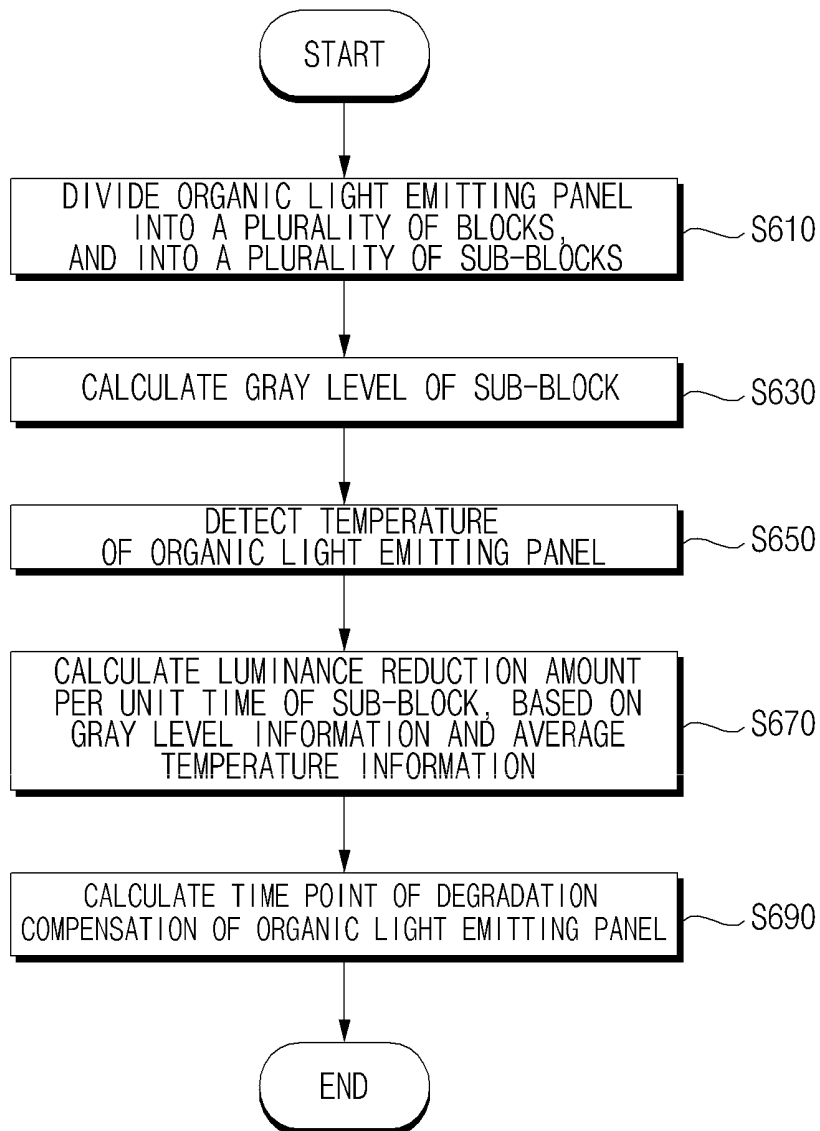 START
DIVIDE ORGANIC LIGHT EMITTING PANEL
INTO A PLURALITY OF BLOCKS,
AND INTO A PLURALITY OF SUB-BLOCKS
S610
CALCULATE GRAY LEVEL OF SUB-BLOCK
S630
DETECT TEMPERATURE
OF ORGANIC LIGHT EMITTING PANEL
S650
CALCULATE LUMINANCE REDUCTION AMOUNT
PER UNIT TIME OF SUB-BLOCK, BASED ON
GRAY LEVEL INFORMATION AND AVERAGE
TEMPERATURE INFORMATION
S670
CALCULATE TIME POINT OF DEGRADATION
COMPENSATION OF ORGANIC LIGHT EMITTING PANEL
S690
END